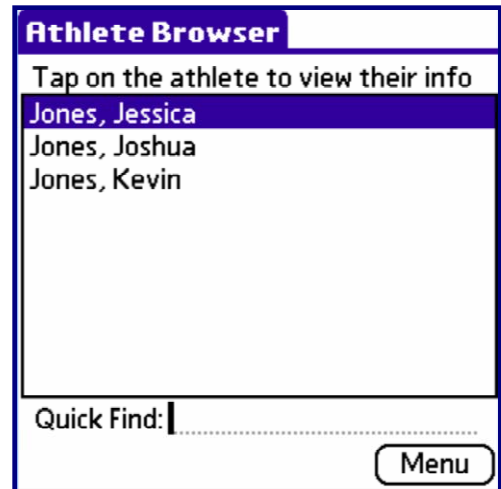 Athlete Browser
Tap on the athlete to view their info
Jones, Jessica
Jones, Joshua
Jones, Kevin
Quick Find:
Menu